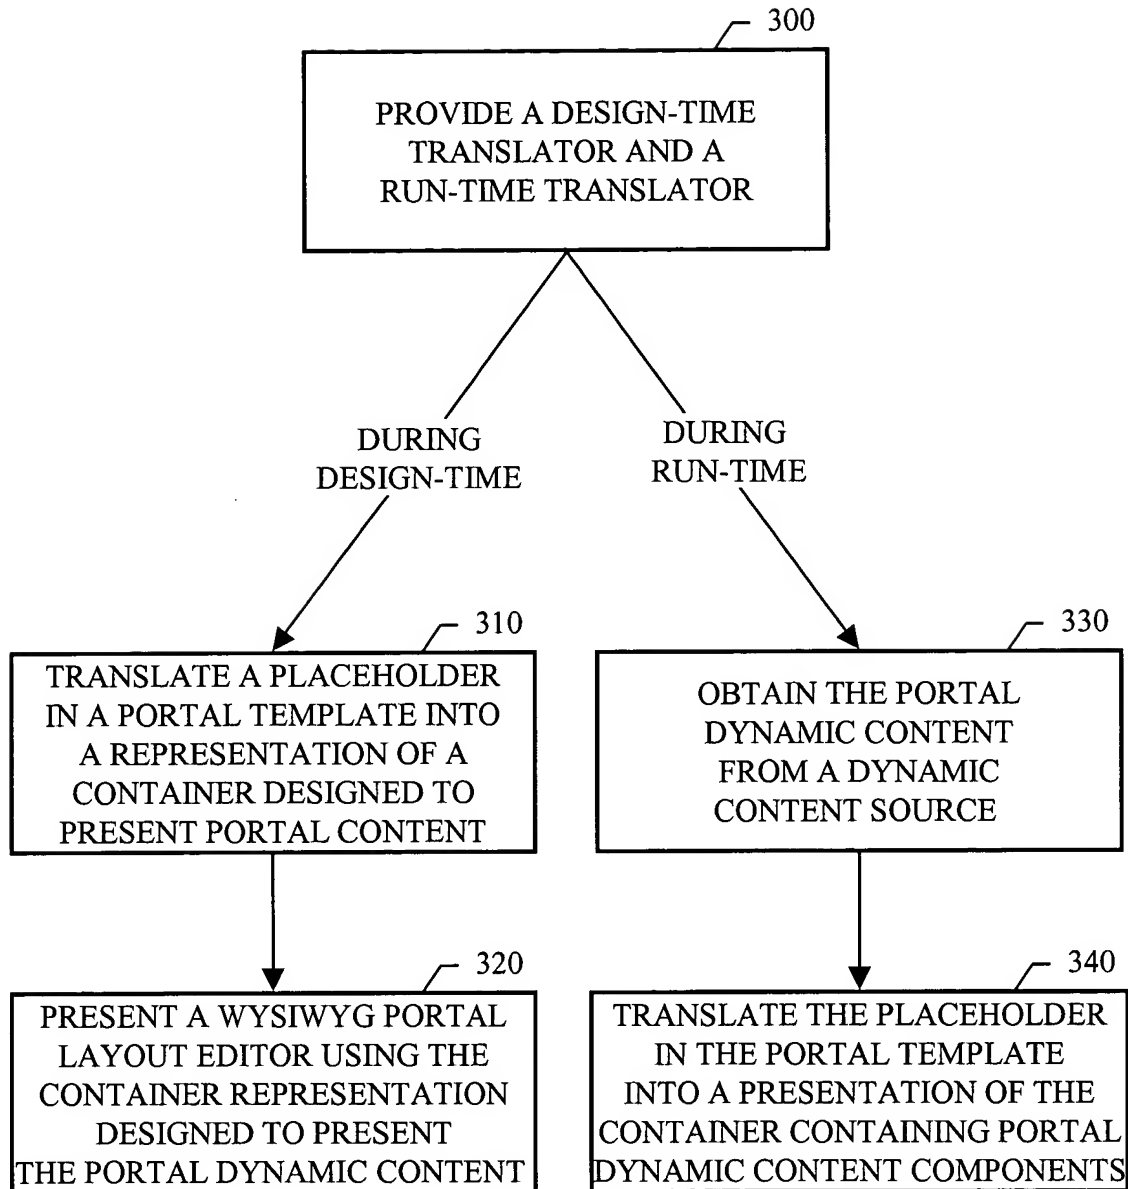 300
PROVIDE A DESIGN-TIME
TRANSLATOR AND A
RUN-TIME TRANSLATOR
DURING
DESIGN-TIME
DURING
RUN-TIME
310
TRANSLATE A PLACEHOLDER
IN A PORTAL TEMPLATE INTO
A REPRESENTATION OF A
CONTAINER DESIGNED TO
PRESENT PORTAL CONTENT
330
OBTAIN THE PORTAL
DYNAMIC CONTENT
FROM A DYNAMIC
CONTENT SOURCE
320
PRESENT A WYSIWYG PORTAL
LAYOUT EDITOR USING THE
CONTAINER REPRESENTATION
DESIGNED TO PRESENT
THE PORTAL DYNAMIC CONTENT
340
TRANSLATE THE PLACEHOLDER
IN THE PORTAL TEMPLATE
INTO A PRESENTATION OF THE
CONTAINER CONTAINING PORTAL
DYNAMIC CONTENT COMPONENTS